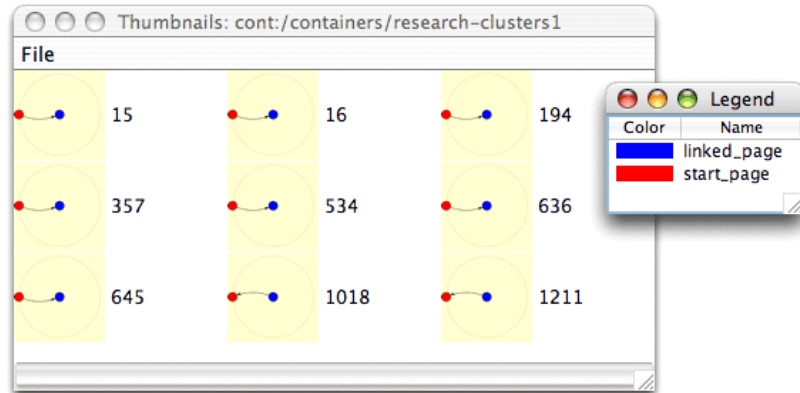 Thumbnails: cont:/containers/research-clusters1
File
15 16 194
357 534 636
645 1018 1211
Legend
Color Name
linked_page
start_page